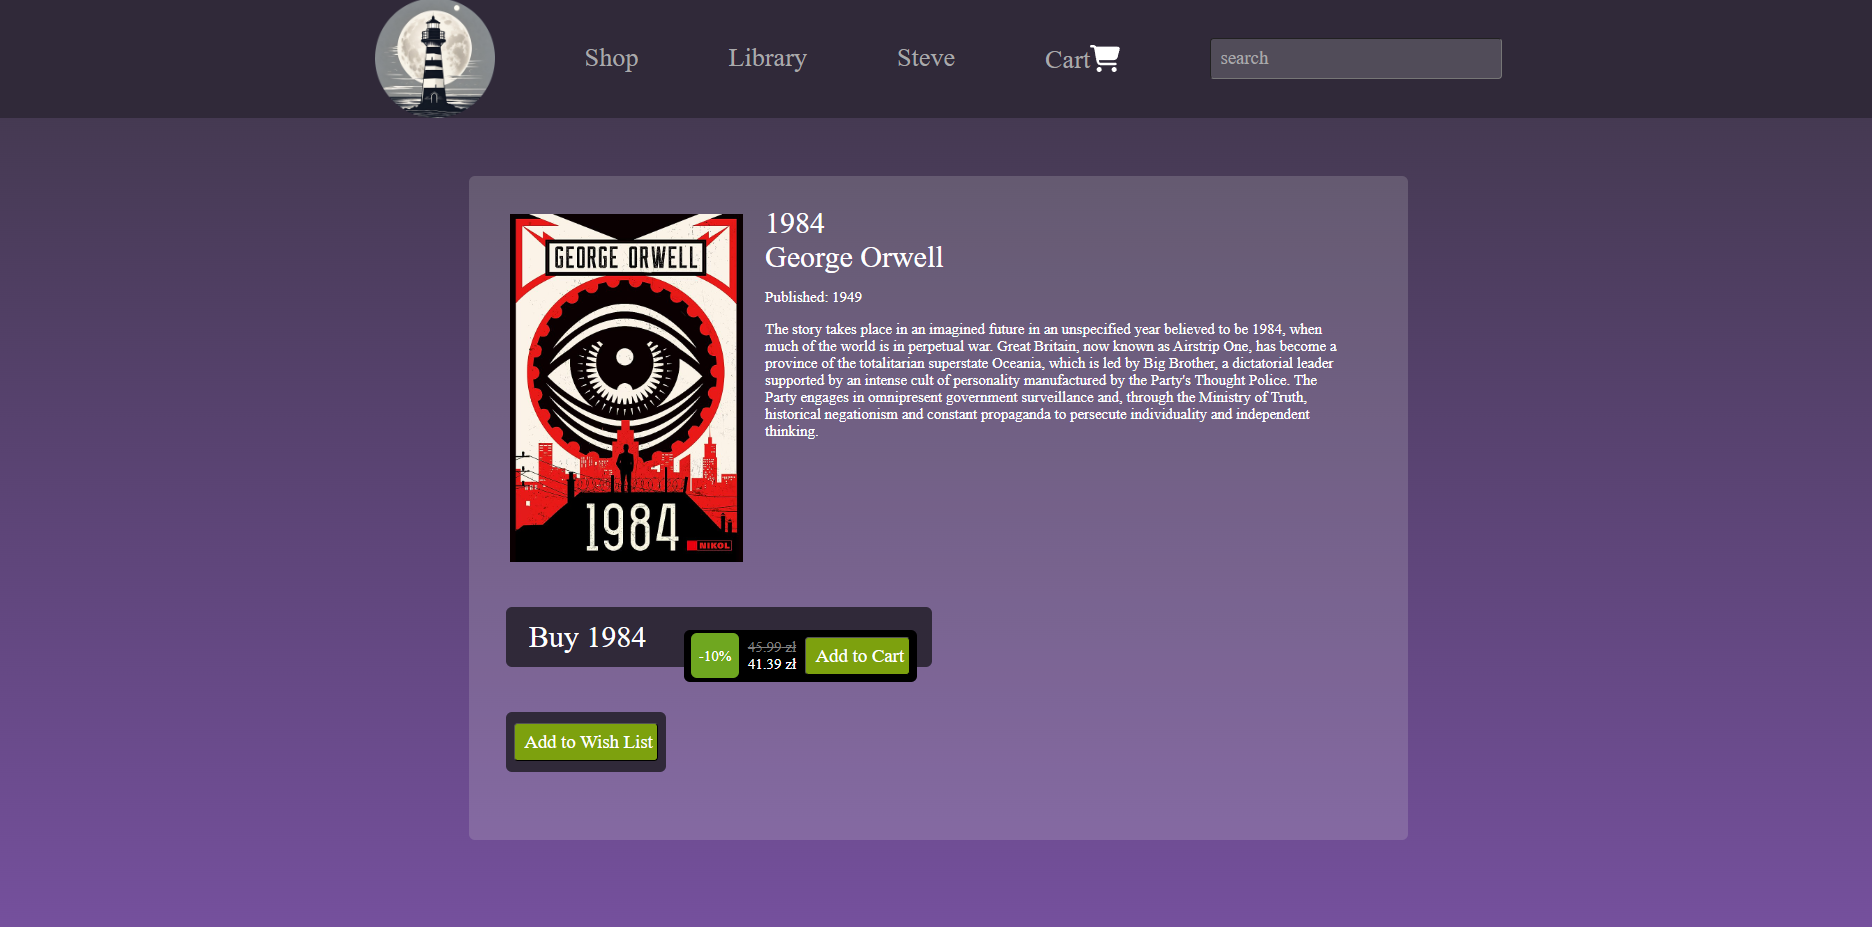 Shop
Library
Steve
Cart
search
GEORGE ORWELL
1984
NIKOL
1984
George Orwell
Published: 1949
The story takes place in an imagined future in an unspecified year believed to be 1984, when
much of the world is in perpetual war. Great Britain, now known as Airstrip One, has become a
province of the totalitarian superstate Oceania, which is led by Big Brother, a dictatorial leader
supported by an intense cult of personality manufactured by the Party's Thought Police. The
Party engages in omnipresent government surveillance and, through the Ministry of Truth,
historical negationism and constant propaganda to persecute individuality and independent
thinking.
Buy 1984
-10%
45.99 zł
41.39 zł
Add to Cart
Add to Wish List